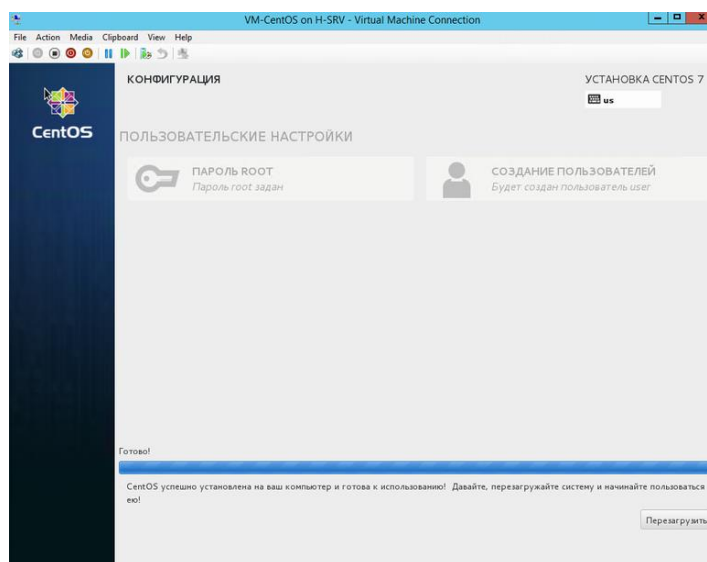 VM-CentOS on H-SRV - Virtual Machine Connection
File Action Media Clipboard View Help
КОНФИГУРАЦИЯ
УСТАНОВКА CENTOS 7
us
CentOS
ПОЛЬЗОВАТЕЛЬСКИЕ НАСТРОЙКИ
ПАРОЛЬ ROOT
Пароль root задан
СОЗДАНИЕ ПОЛЬЗОВАТЕЛЕЙ
Будет создан пользователь user
Готово!
CentOS успешно установлена на ваш компьютер и готова к использованию! Давайте, перезагружайте систему и начинайте пользоваться
ею!
Перезагрузить